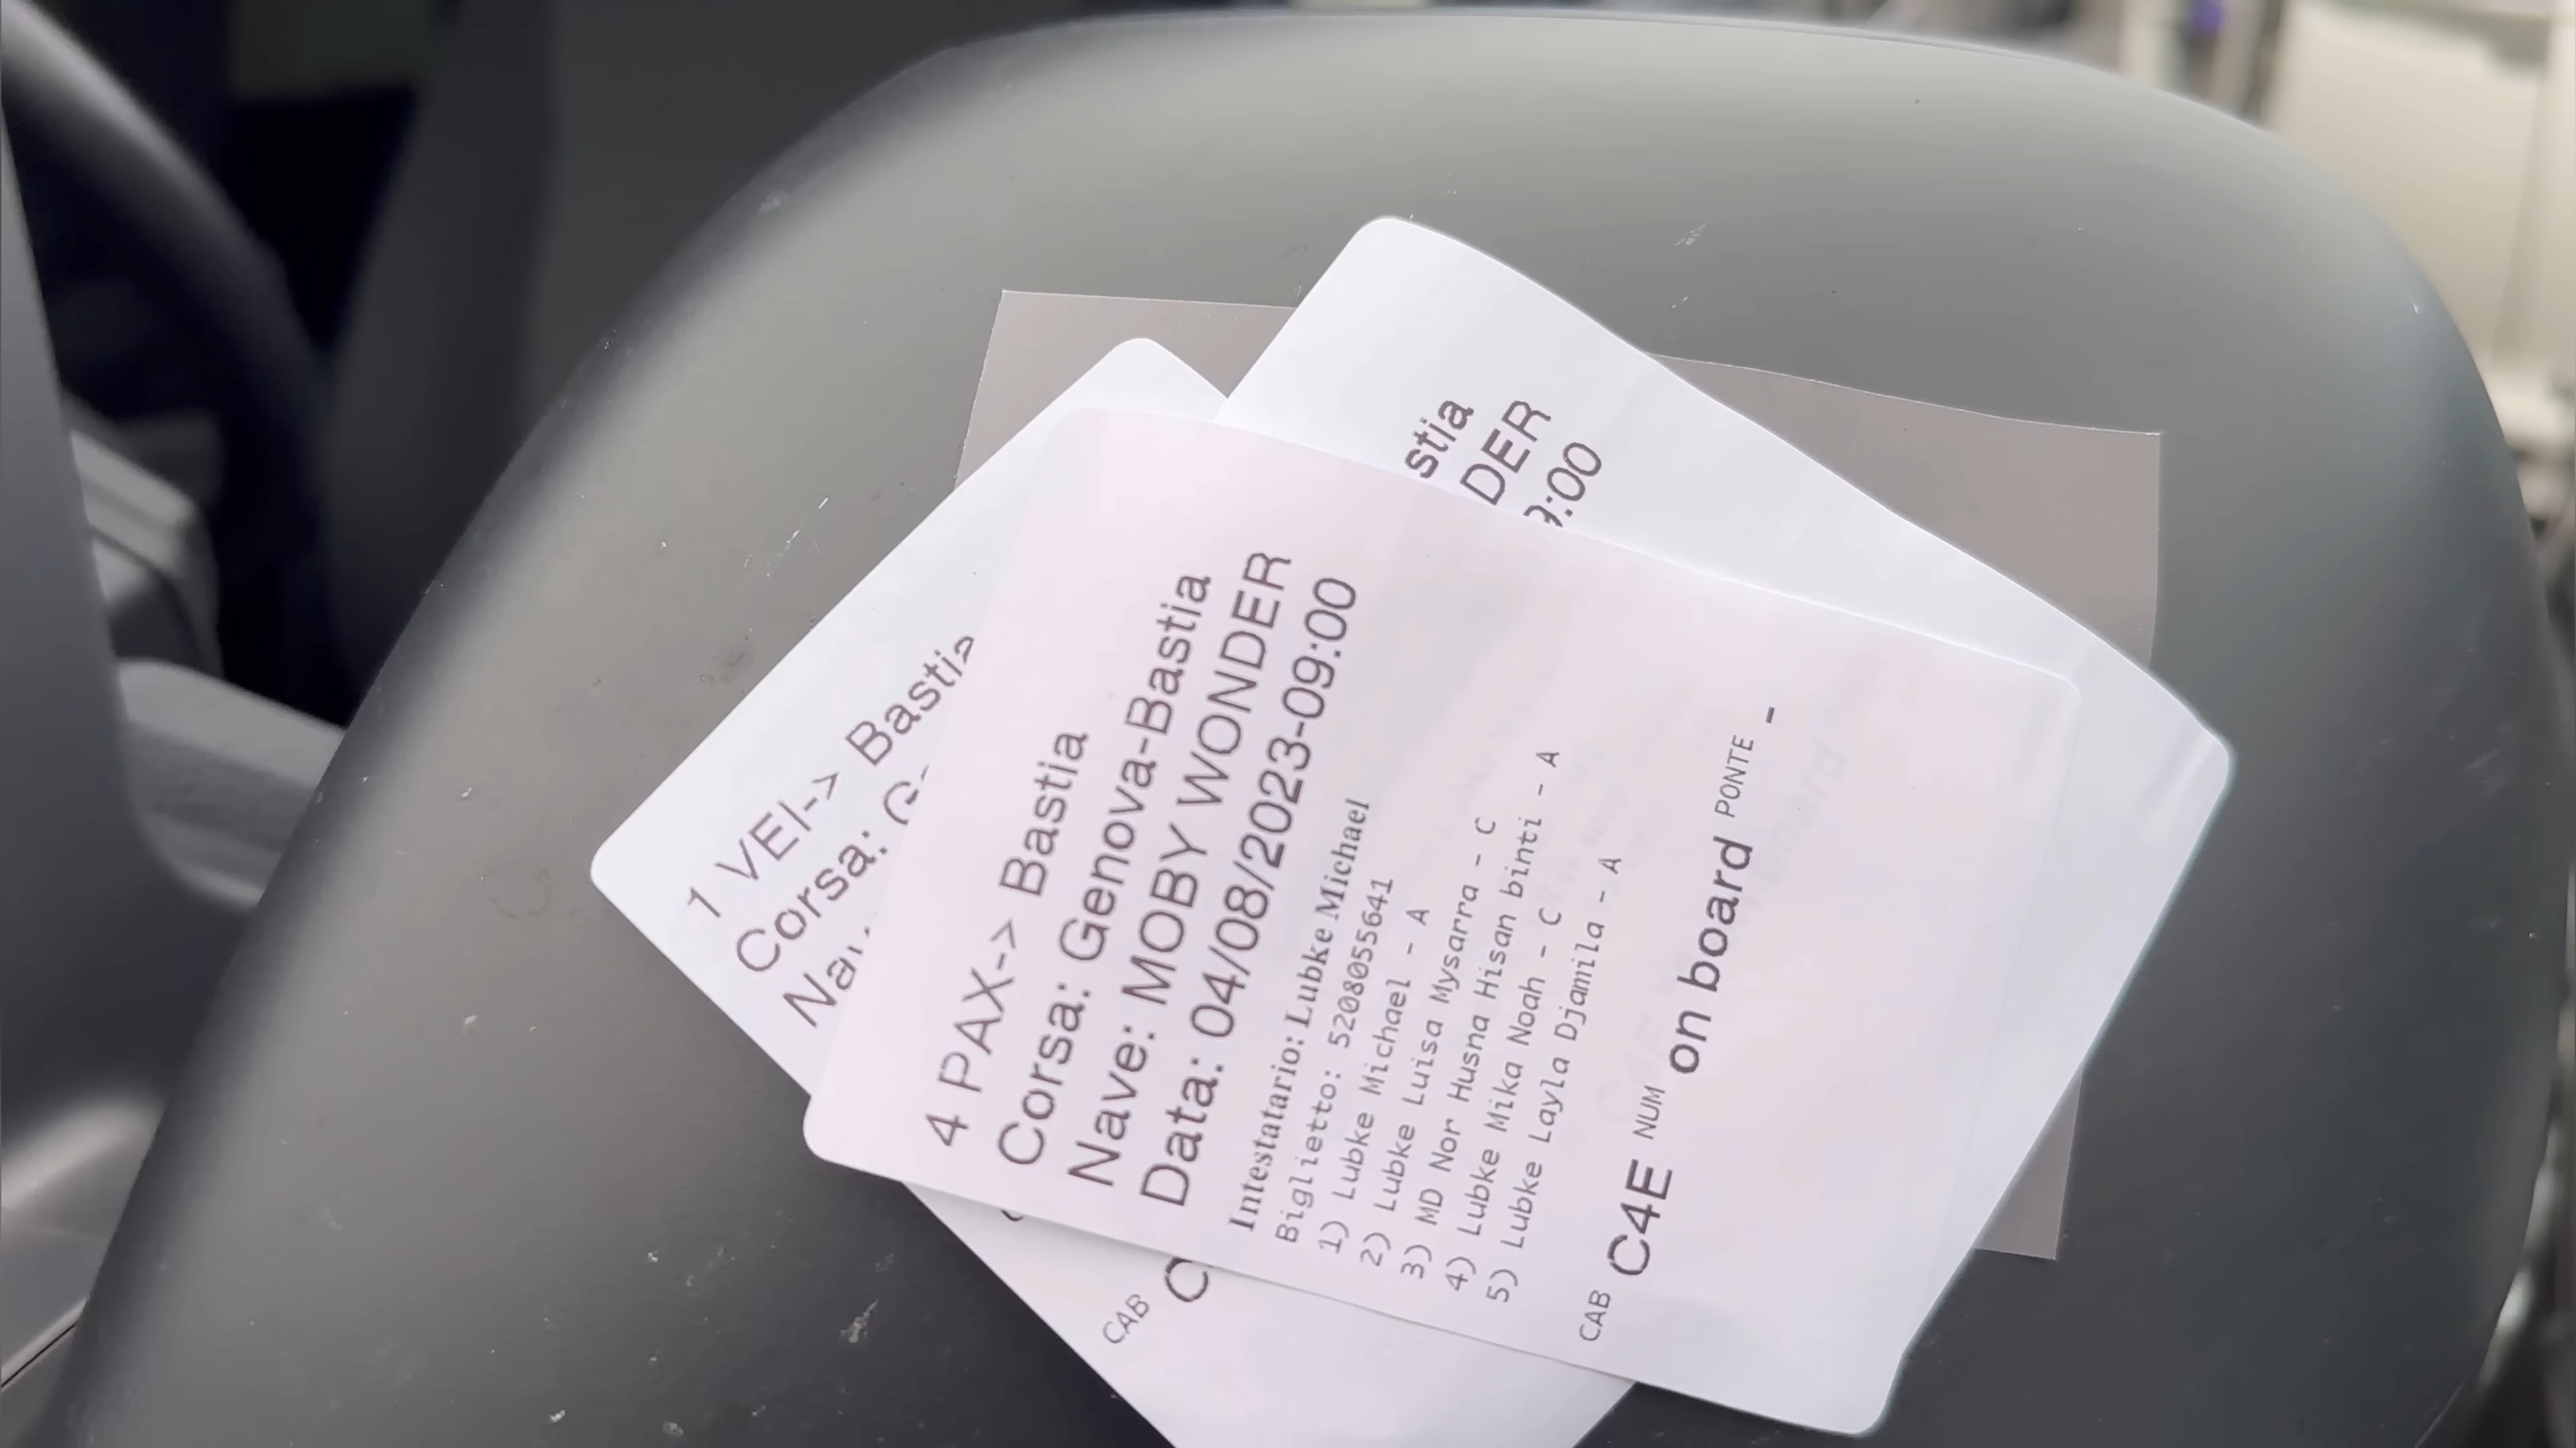 4 PAX-> Bastia
Corsa: Genova-Bastia
Nave: MOBY WONDER
Data: 04/08/2023-09:00
Intestatario: Lubke Michael
Biglietto: 5208055641
1) Lubke Michael - A
2) Lubke Luisa Mysarra - C
3) MD Nor Husna Hisan binti - A
4) Lubke Mika Noah - C
5) Lubke Layla Djamila - A
CAB C4E NUM on board PONTE -
1 VEI-> Bastia
Corsa: G
Nav
CAB C
stia
DER
9:00